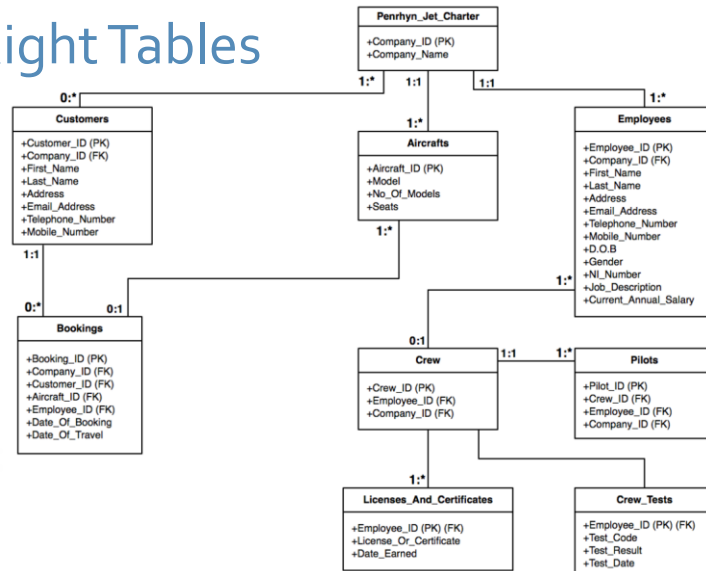 ight Tables
Penrhyn_Jet_Charter
+Company_ID (PK)
+Company_Name
1:*
1:1
1:1
0:*
1:*
1:*
Customers
+Customer_ID (PK)
+Company_ID (FK)
+First_Name
+Last_Name
+Address
+Email_Address
+Telephone_Number
+Mobile_Number
1:1
0:*
Aircrafts
+Aircraft_ID (PK)
+Model
+No_Of_Models
+Seats
1:*
0:1
Employees
+Employee_ID (PK)
+Company_ID (FK)
+First_Name
+Last_Name
+Address
+Email_Address
+Telephone_Number
+Mobile_Number
+D.O.B
+Gender
+NI_Number
+Job_Description
+Current_Annual_Salary
1:*
0:1
Bookings
+Booking_ID (PK)
+Company_ID (FK)
+Customer_ID (FK)
+Aircraft_ID (FK)
+Employee_ID (FK)
+Date_Of_Booking
+Date_Of_Travel
Crew
+Crew_ID (PK)
+Employee_ID (FK)
+Company_ID (FK)
1:1
1:*
Pilots
+Pilot_ID (PK)
+Crew_ID (FK)
+Employee_ID (FK)
+Company_ID (FK)
1:*
Licenses_And_Certificates
+Employee_ID (PK) (FK)
+License_Or_Certificate
+Date_Earned
Crew_Tests
+Employee_ID (PK) (FK)
+Test_Code
+Test_Result
+Test_Date